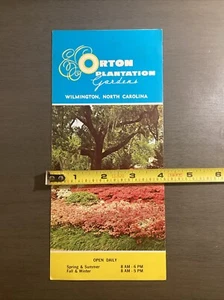 ORTON
PLANTATION
Gardens
WILMINGTON, NORTH CAROLINA
1 2 3 4 5 6
OPEN DAILY
Spring & Summer 8 AM - 6 PM
Fall & Winter 8 AM - 5 PM